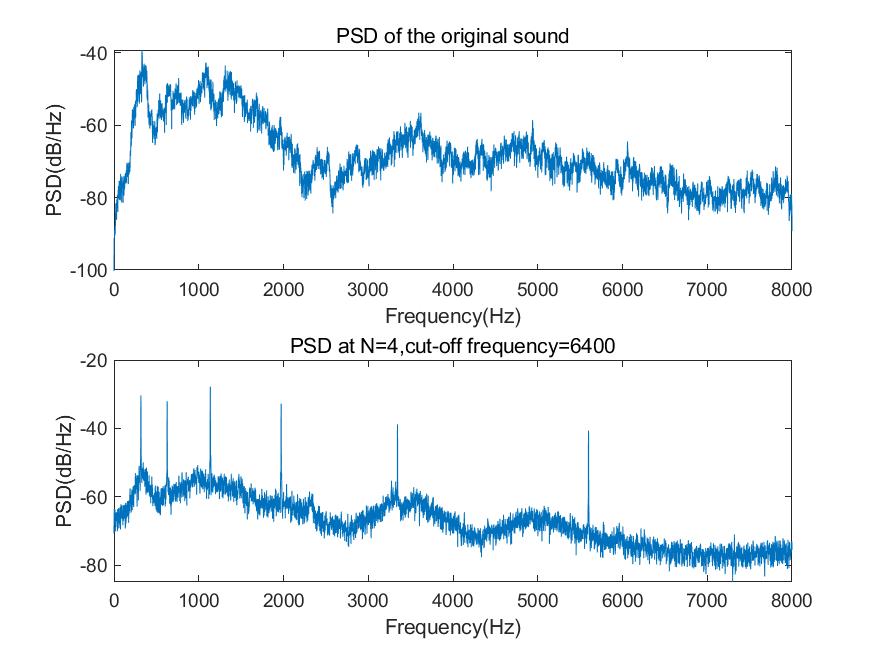 PSD of the original sound
-40
-60
-80
-100
PSD(dB/Hz)
0 1000 2000 3000 4000 5000 6000 7000 8000
Frequency(Hz)
PSD at N=4,cut-off frequency=6400
-20
-40
-60
-80
PSD(dB/Hz)
0 1000 2000 3000 4000 5000 6000 7000 8000
Frequency(Hz)